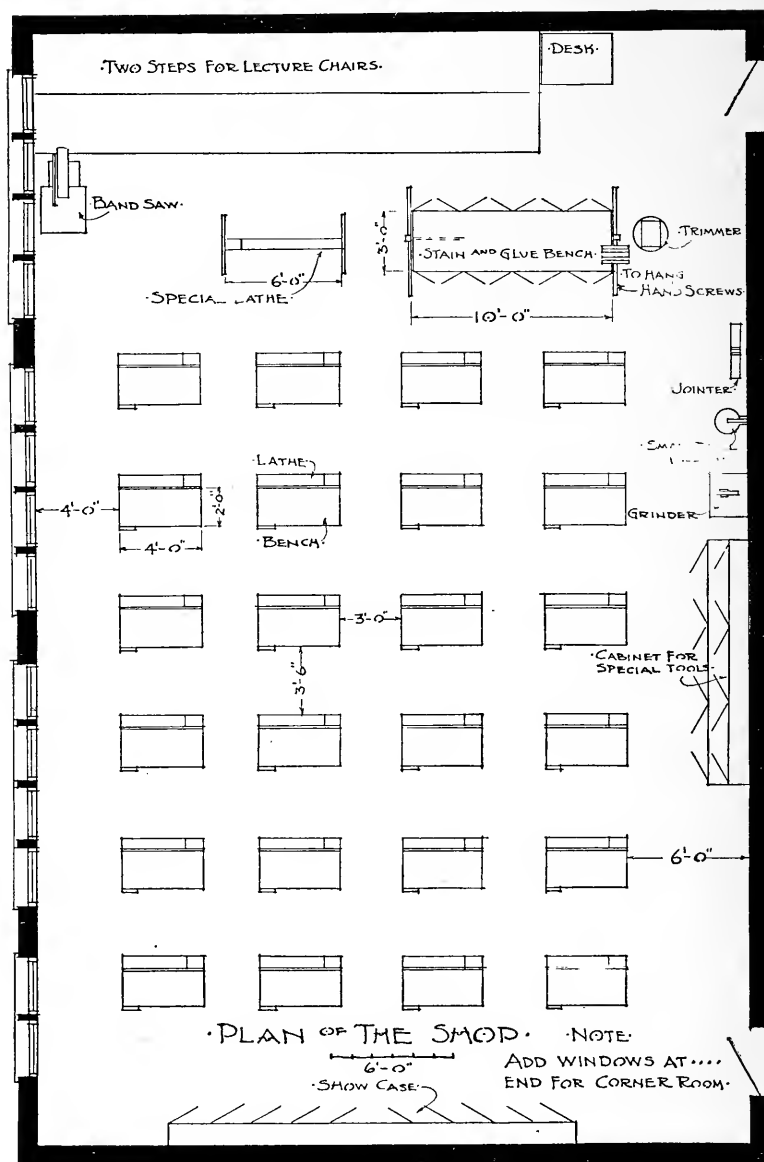 ·TWO STEPS FOR LECTURE CHAIRS·
·DESK·
·BAND SAW·
3'-0"
·STAIN AND GLUE BENCH·
·TRIMMER
6'-0"
·SPECIAL LATHE·
TO HANG
HAND SCREWS·
10'-0"
JOINTER·
·LATHE·
4'-0"
2'-0"
GRINDER·
4'-0"
·BENCH·
3'-0"
3'-6"
·CABINET FOR
SPECIAL TOOLS·
6'-0"
·PLAN OF THE SHOP· ·NOTE·
6'-0"
ADD WINDOWS AT····
END FOR CORNER ROOM·
·SHOW CASE·